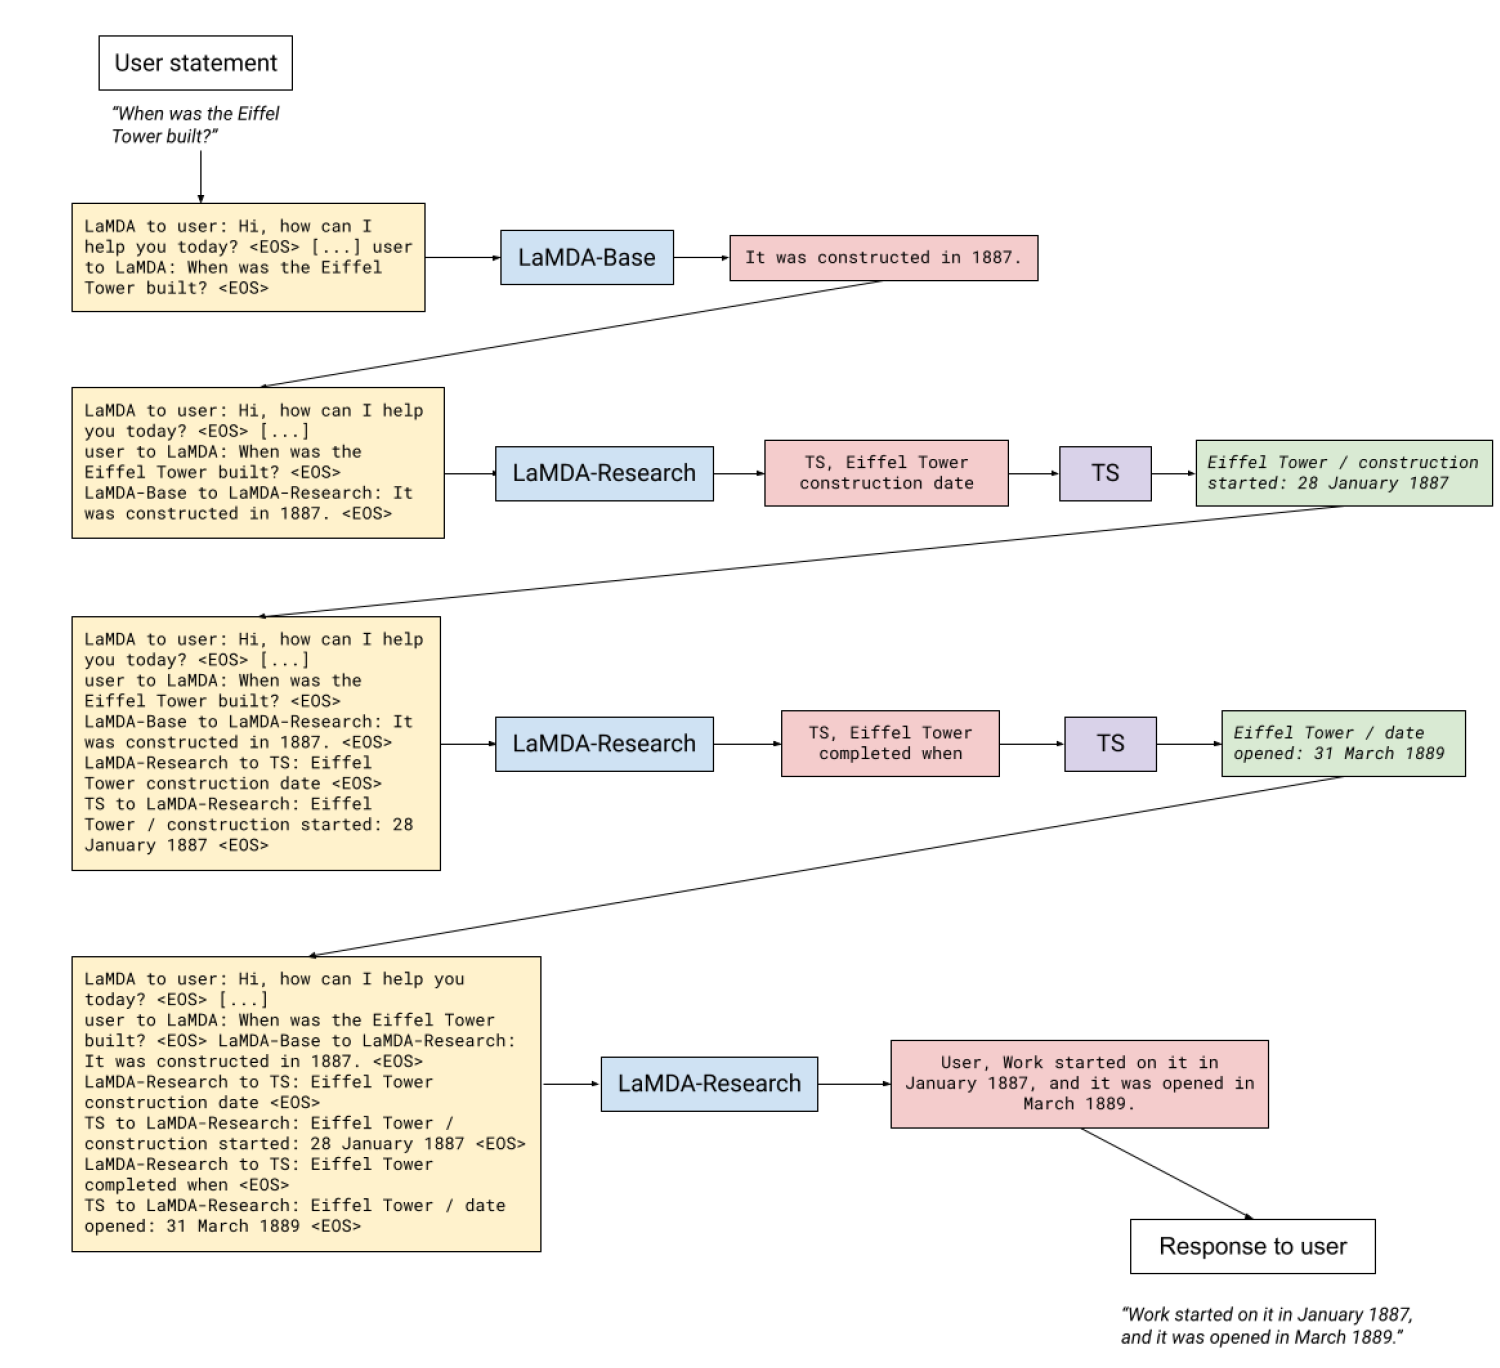 User statement
“When was the Eiffel
Tower built?”
LaMDA to user: Hi, how can I
help you today? <EOS> [...] user
to LaMDA: When was the Eiffel
Tower built? <EOS>
LaMDA-Base
It was constructed in 1887.
LaMDA to user: Hi, how can I help
you today? <EOS> [...]
user to LaMDA: When was the
Eiffel Tower built? <EOS>
LaMDA-Base to LaMDA-Research: It
was constructed in 1887. <EOS>
LaMDA-Research
TS, Eiffel Tower
construction date
TS
Eiffel Tower / construction
started: 28 January 1887
LaMDA to user: Hi, how can I help
you today? <EOS> [...]
user to LaMDA: When was the
Eiffel Tower built? <EOS>
LaMDA-Base to LaMDA-Research: It
was constructed in 1887. <EOS>
LaMDA-Research to TS: Eiffel
Tower construction date <EOS>
TS to LaMDA-Research: Eiffel
Tower / construction started: 28
January 1887 <EOS>
LaMDA-Research
TS, Eiffel Tower
completed when
TS
Eiffel Tower / date
opened: 31 March 1889
LaMDA to user: Hi, how can I help you
today? <EOS> [...]
user to LaMDA: When was the Eiffel Tower
built? <EOS> LaMDA-Base to LaMDA-Research:
It was constructed in 1887. <EOS>
LaMDA-Research to TS: Eiffel Tower
construction date <EOS>
TS to LaMDA-Research: Eiffel Tower /
construction started: 28 January 1887 <EOS>
LaMDA-Research to TS: Eiffel Tower
completed when <EOS>
TS to LaMDA-Research: Eiffel Tower / date
opened: 31 March 1889 <EOS>
LaMDA-Research
User, Work started on it in
January 1887, and it was opened in
March 1889.
Response to user
“Work started on it in January 1887,
and it was opened in March 1889.”